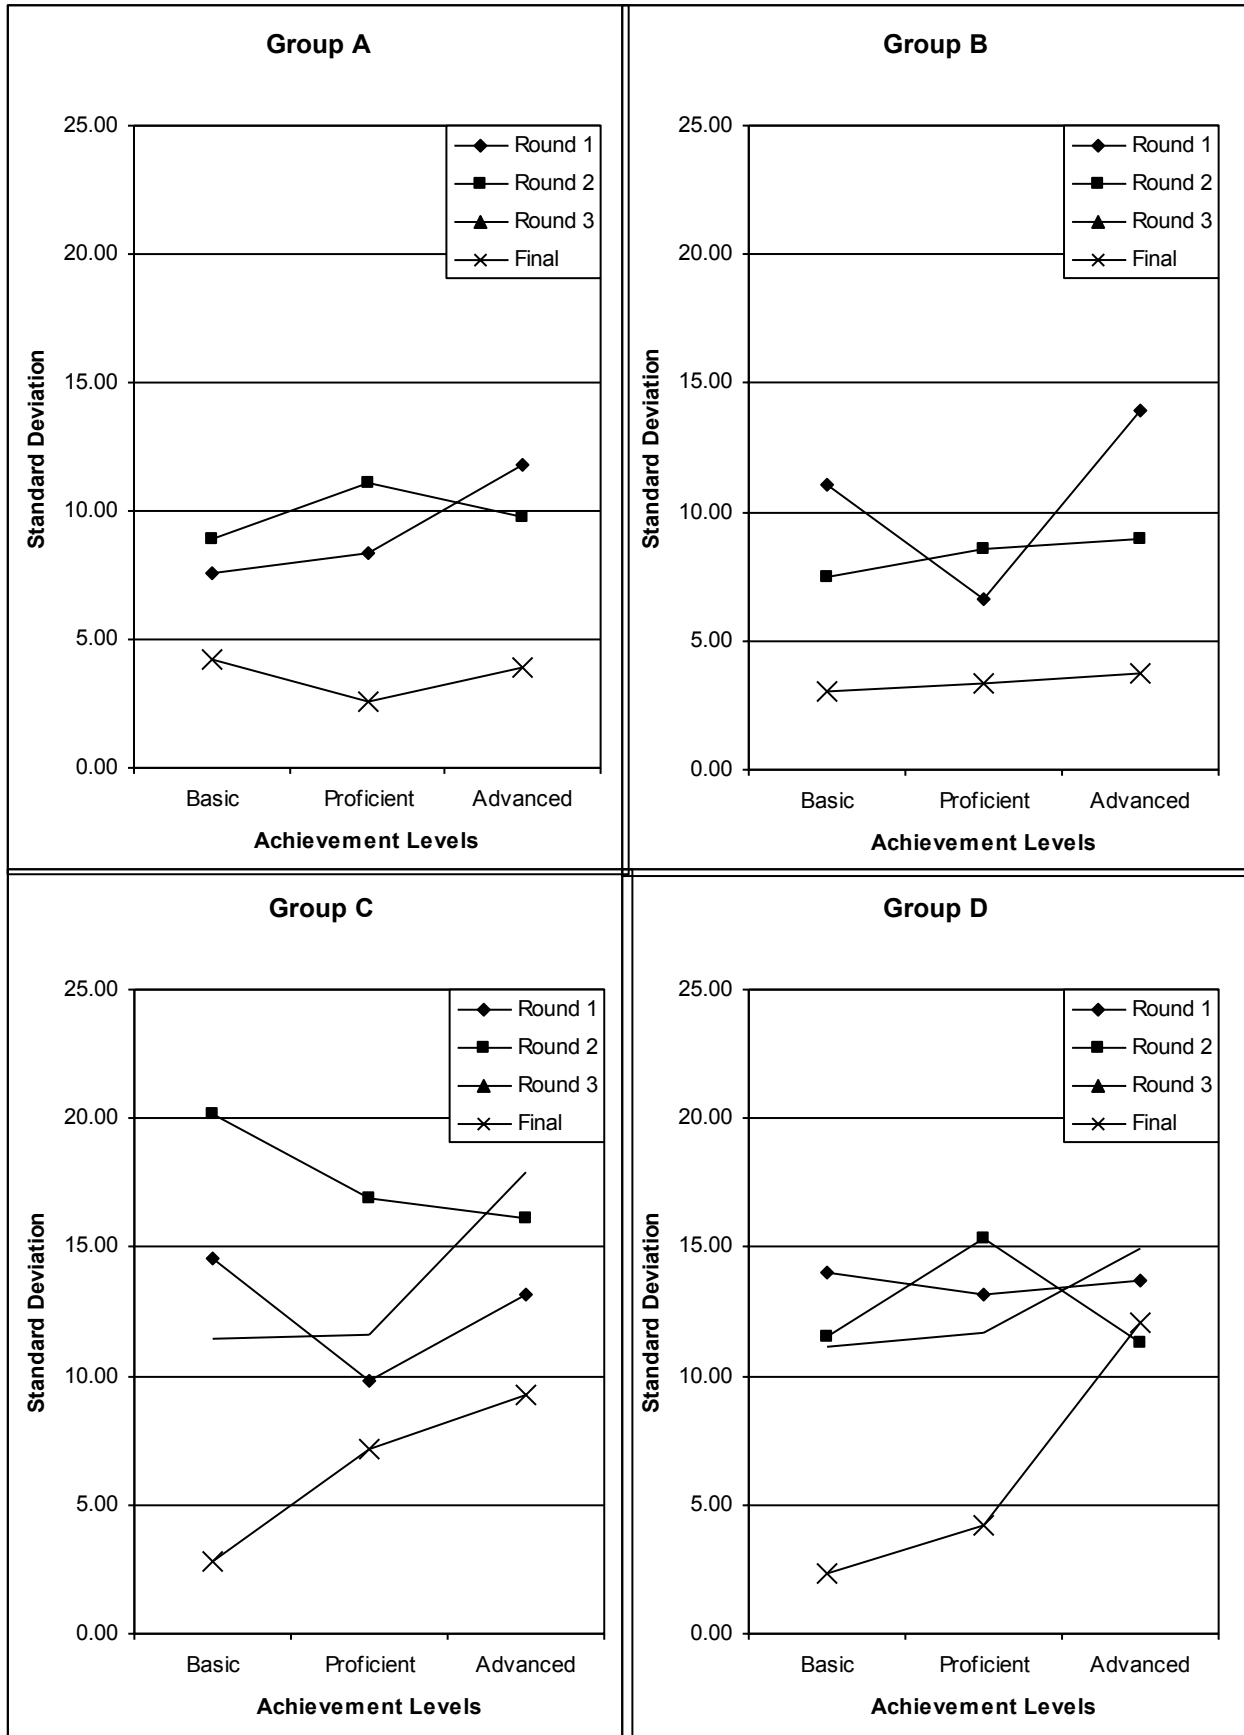 Group A
25.00
20.00
15.00
10.00
5.00
0.00
Standard Deviation
Basic Proficient Advanced
Achievement Levels
Round 1
Round 2
Round 3
Final
Group B
25.00
20.00
15.00
10.00
5.00
0.00
Standard Deviation
Basic Proficient Advanced
Achievement Levels
Round 1
Round 2
Round 3
Final
Group C
25.00
20.00
15.00
10.00
5.00
0.00
Standard Deviation
Basic Proficient Advanced
Achievement Levels
Round 1
Round 2
Round 3
Final
Group D
25.00
20.00
15.00
10.00
5.00
0.00
Standard Deviation
Basic Proficient Advanced
Achievement Levels
Round 1
Round 2
Round 3
Final